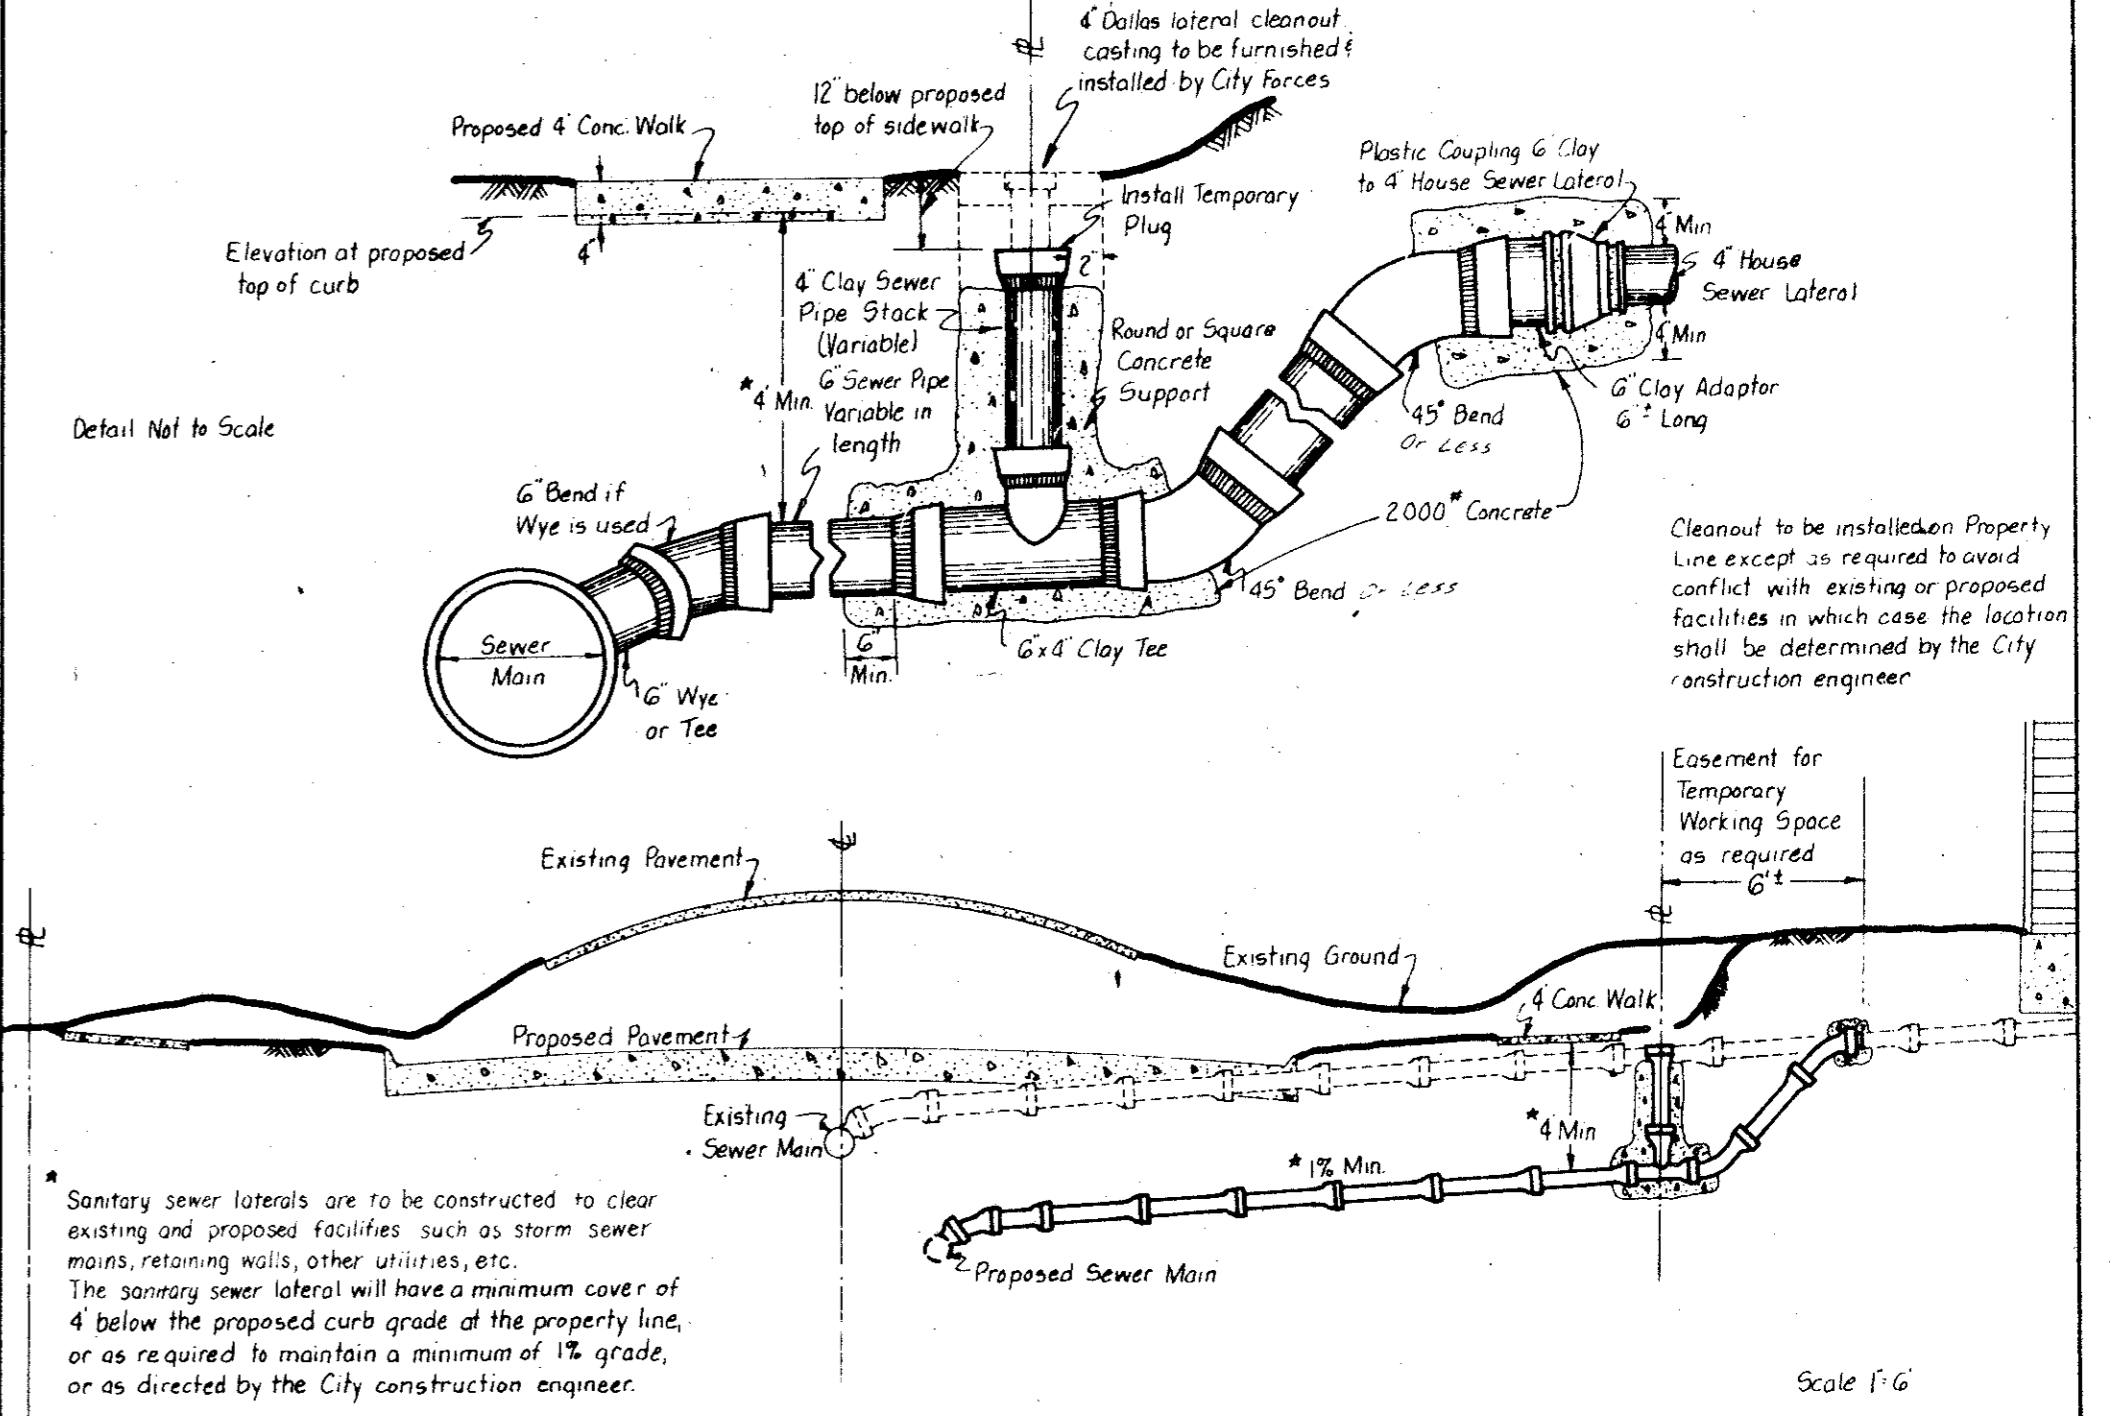 4" Dallas lateral cleanout
casting to be furnished &
installed by City Forces
℄
12" below proposed
top of sidewalk
Proposed 4' Conc. Walk
Plastic Coupling 6" Clay
to 4" House Sewer Lateral
Install Temporary
Plug
4" Min
Elevation at proposed
top of curb
4"
2"
4" House
Sewer Lateral
4" Clay Sewer
Pipe Stack
(Variable)
Round or Square
Concrete
Support
4" Min
*4' Min.
6" Sewer Pipe
Variable in
length
6" Clay Adaptor
6"± Long
45° Bend
Or Less
Detail Not to Scale
6" Bend if
Wye is used
2000# Concrete
Cleanout to be installed on Property
Line except as required to avoid
conflict with existing or proposed
facilities in which case the location
shall be determined by the City
construction engineer
45° Bend Or Less
Sewer
Main
6"
Min.
6"x4" Clay Tee
6" Wye
or Tee
Easement for
Temporary
Working Space
as required
6'±
Existing Pavement
℄
PL
PL
Existing Ground
4' Conc. Walk
Proposed Pavement
Existing
Sewer Main
*4' Min
*1% Min.
Proposed Sewer Main
*
Sanitary sewer laterals are to be constructed to clear
existing and proposed facilities such as storm sewer
mains, retaining walls, other utilities, etc.
The sanitary sewer lateral will have a minimum cover of
4' below the proposed curb grade at the property line,
or as required to maintain a minimum of 1% grade,
or as directed by the City construction engineer.
Scale 1"=6'